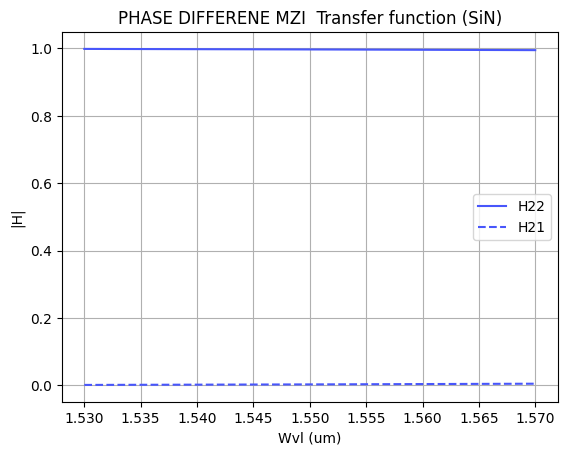 PHASE DIFFERENE MZI  Transfer function (SiN)
|H|
1.0
0.8
0.6
0.4
0.2
0.0
H22
H21
1.530 1.535 1.540 1.545 1.550 1.555 1.560 1.565 1.570
Wvl (um)